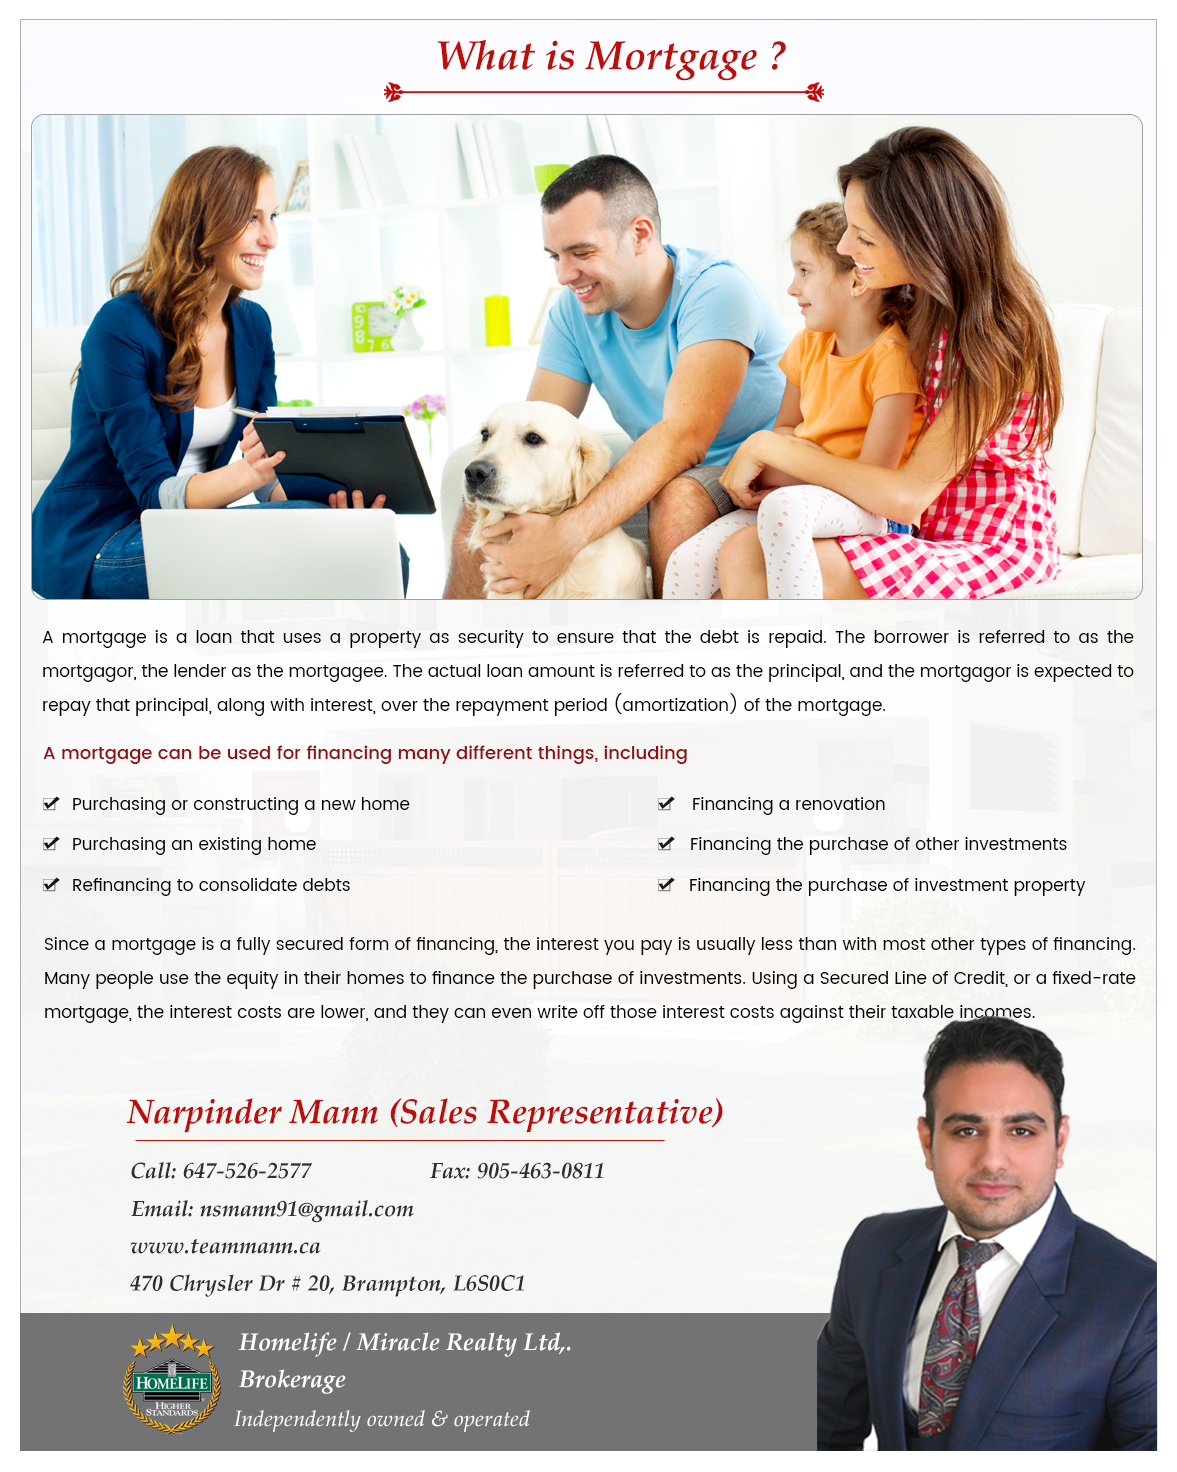 What is Mortgage ?
A mortgage is a loan that uses a property as security to ensure that the debt is repaid. The borrower is referred to as the
mortgagor, the lender as the mortgagee. The actual loan amount is referred to as the principal, and the mortgagor is expected to
repay that principal, along with interest, over the repayment period (amortization) of the mortgage.
A mortgage can be used for financing many different things, including
Purchasing or constructing a new home
Purchasing an existing home
Refinancing to consolidate debts
Financing a renovation
Financing the purchase of other investments
Financing the purchase of investment property
Since a mortgage is a fully secured form of financing, the interest you pay is usually less than with most other types of financing.
Many people use the equity in their homes to finance the purchase of investments. Using a Secured Line of Credit, or a fixed-rate
mortgage, the interest costs are lower, and they can even write off those interest costs against their taxable incomes.
Narpinder Mann (Sales Representative)
Call: 647-526-2577 Fax: 905-463-0811
Email: nsmann91@gmail.com
www.teammann.ca
470 Chrysler Dr # 20, Brampton, L6S0C1
HOMELIFE
HIGHER
STANDARDS
Homelife / Miracle Realty Ltd,.
Brokerage
Independently owned & operated